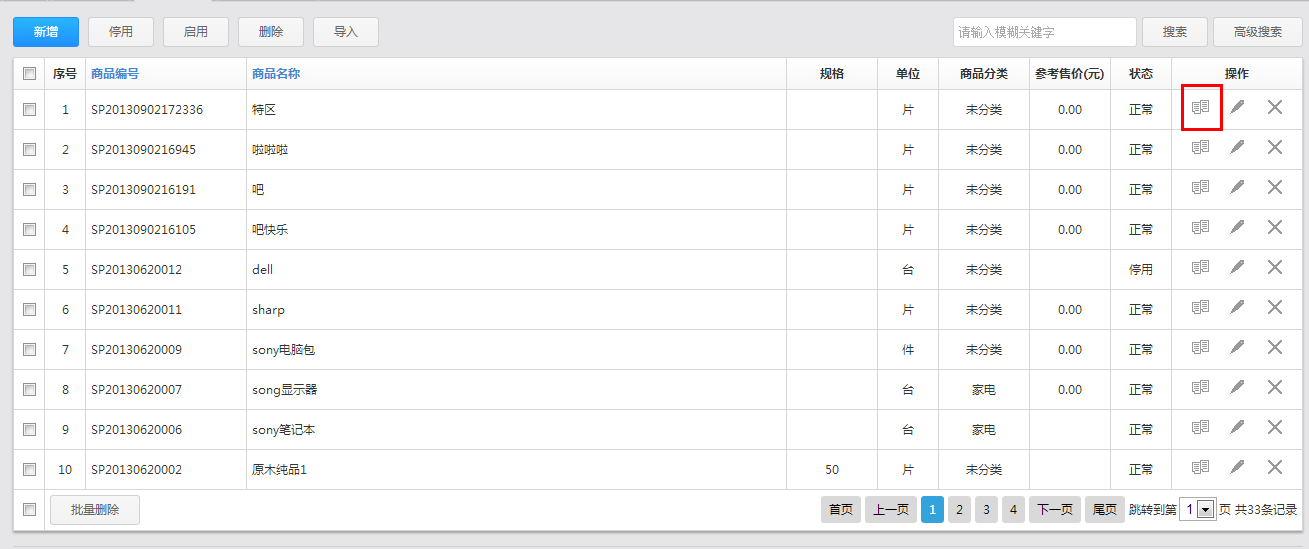 新增 停用 启用 删除 导入 请输入模糊关键字 搜索 高级搜索
序号 商品编号 商品名称 规格 单位 商品分类 参考售价(元) 状态 操作
1 SP20130902172336 特区 片 未分类 0.00 正常
2 SP2013090216945 啦啦啦 片 未分类 0.00 正常
3 SP2013090216191 吧 片 未分类 0.00 正常
4 SP2013090216105 吧快乐 片 未分类 0.00 正常
5 SP20130620012 dell 台 未分类 停用
6 SP20130620011 sharp 片 未分类 0.00 正常
7 SP20130620009 sony电脑包 件 未分类 0.00 正常
8 SP20130620007 song显示器 台 家电 0.00 正常
9 SP20130620006 sony笔记本 台 家电 正常
10 SP20130620002 原木纯品1 50 片 未分类 正常
批量删除 首页 上一页 1 2 3 4 下一页 尾页 跳转到第 1 页 共33条记录